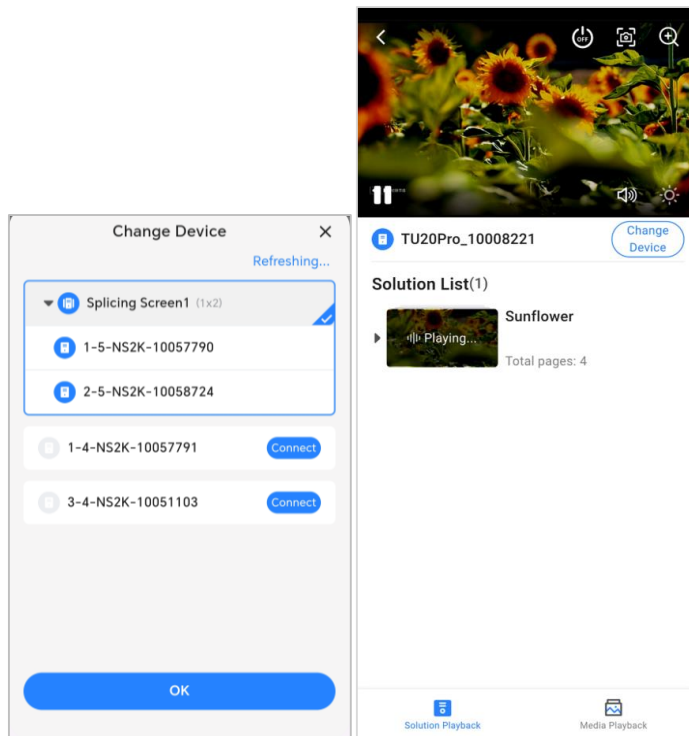 Change Device
Refreshing...
Splicing Screen1 (1x2)
1-5-NS2K-10057790
2-5-NS2K-10058724
1-4-NS2K-10057791
Connect
3-4-NS2K-10051103
Connect
OK
OFF
TU20Pro_10008221
Change
Device
Solution List(1)
Playing...
Sunflower
Total pages: 4
Solution Playback
Media Playback